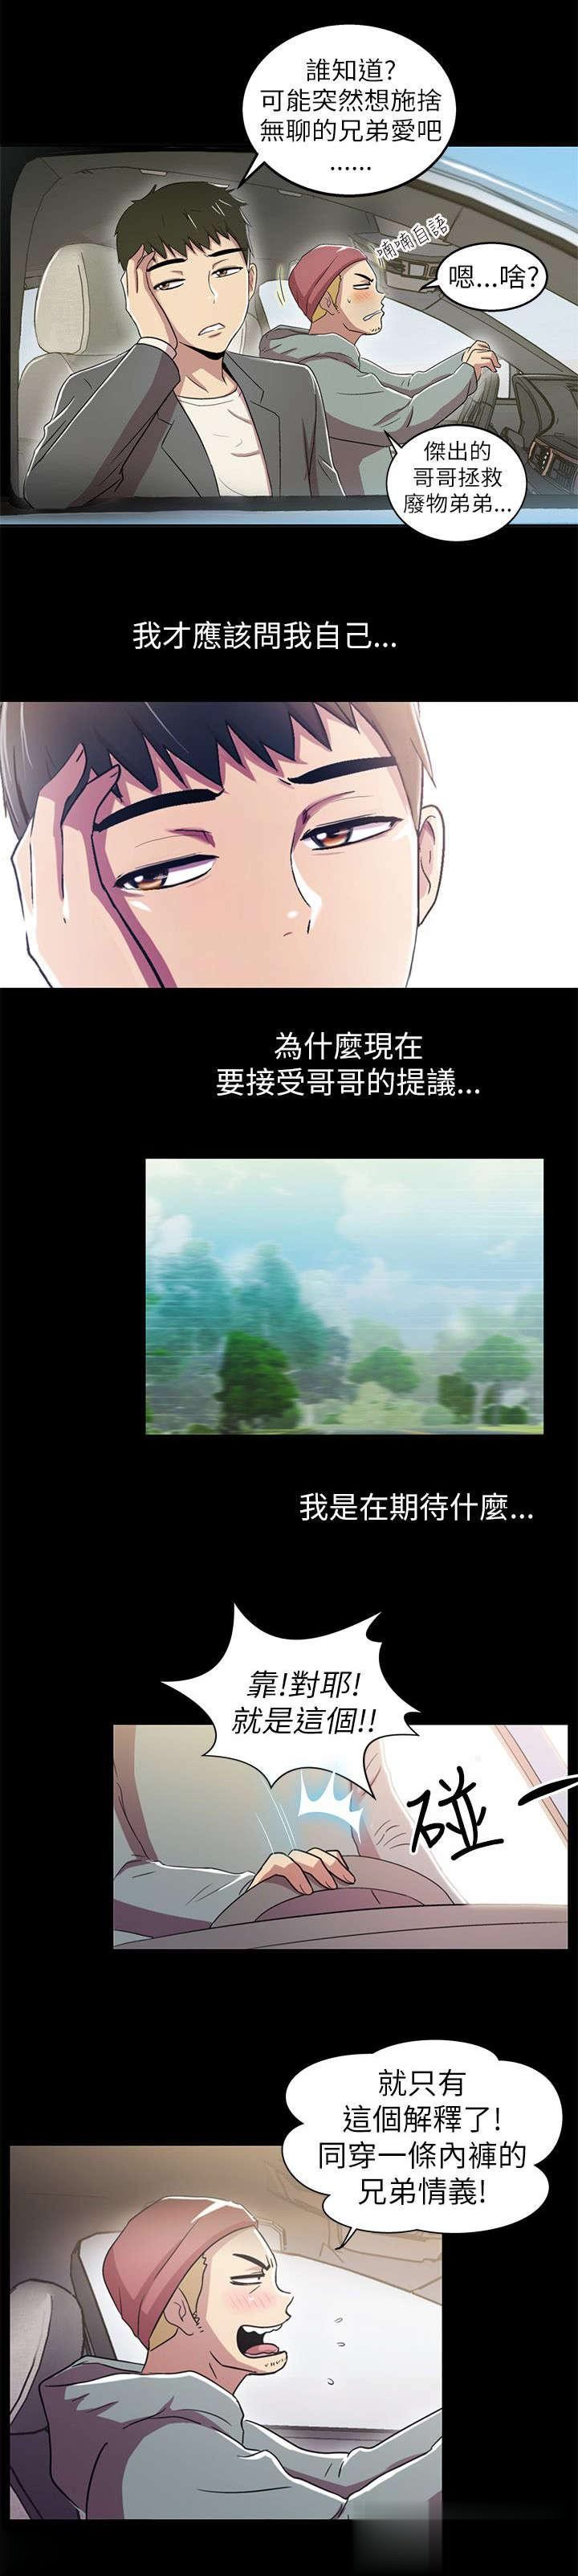 誰知道?
可能突然想施捨
無聊的兄弟愛吧
……
喃喃自語
嗯...啥?
傑出的
哥哥拯救
廢物弟弟...
我才應該問我自己...
為什麼現在
要接受哥哥的提議...
我是在期待什麼...
靠!對耶!
就是這個!!
碰一
就只有
這個解釋了!
同穿一條內褲的
兄弟情義!